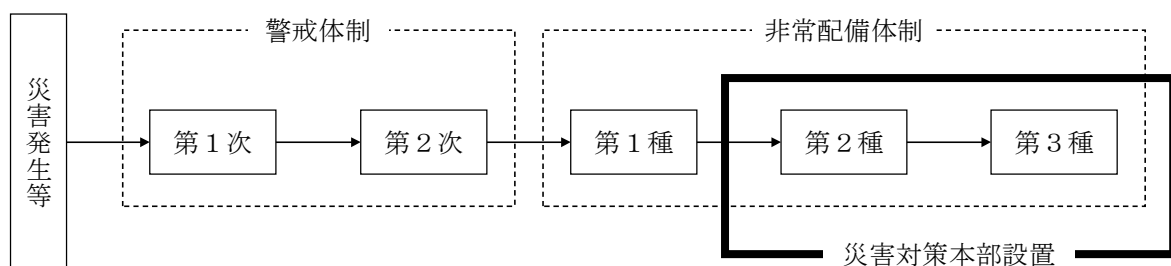 災害発生等
警戒体制
第1次
第2次
非常配備体制
第1種
第2種
第3種
災害対策本部設置